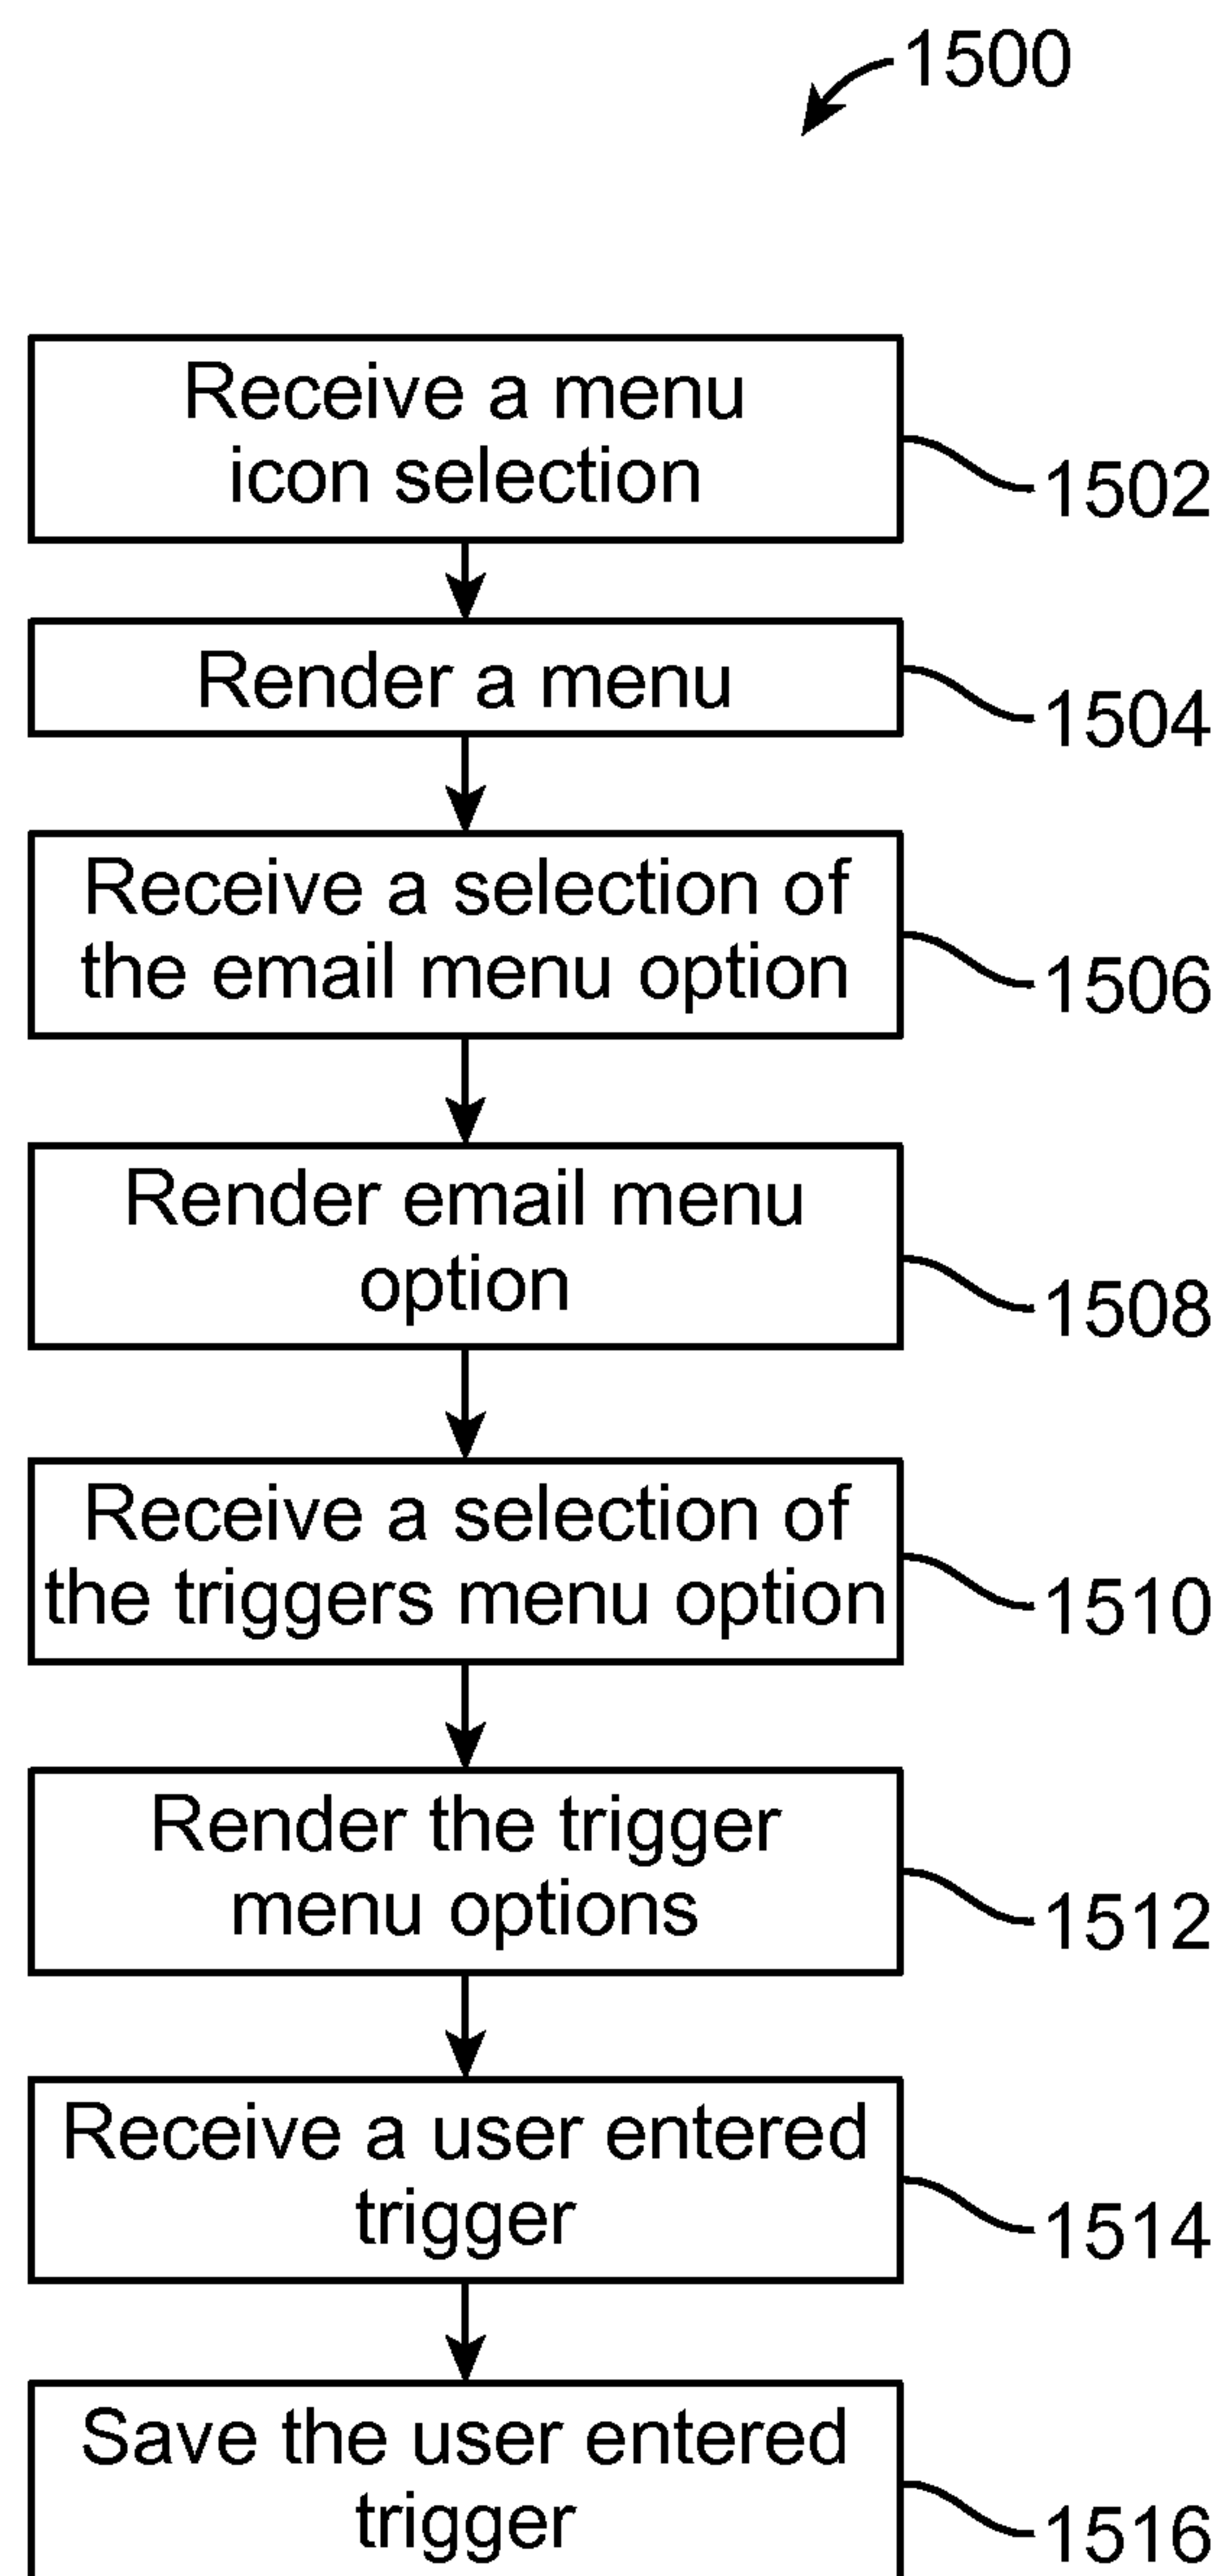 1500
Receive a menu
icon selection
1502
Render a menu
1504
Receive a selection of
the email menu option
1506
Render email menu
option
1508
Receive a selection of
the triggers menu option
1510
Render the trigger
menu options
1512
Receive a user entered
trigger
1514
Save the user entered
trigger
1516